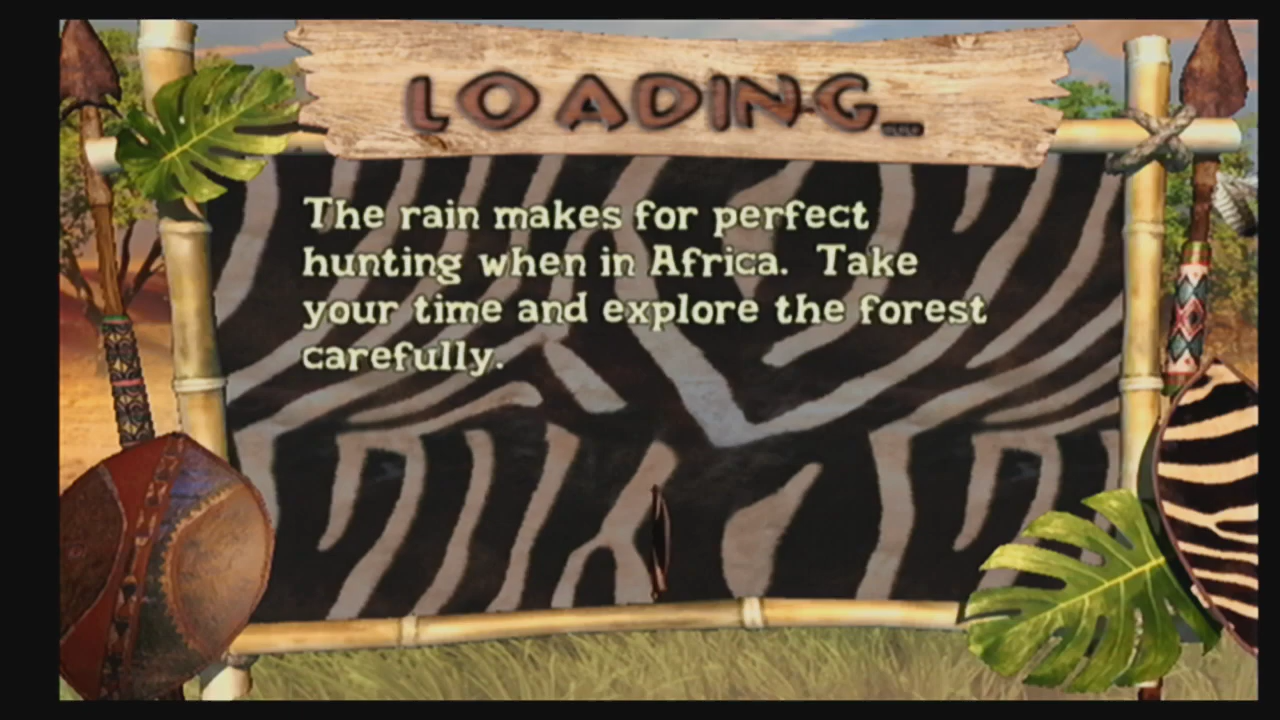 LOADING...
The rain makes for perfect
hunting when in Africa.  Take
your time and explore the forest
carefully.